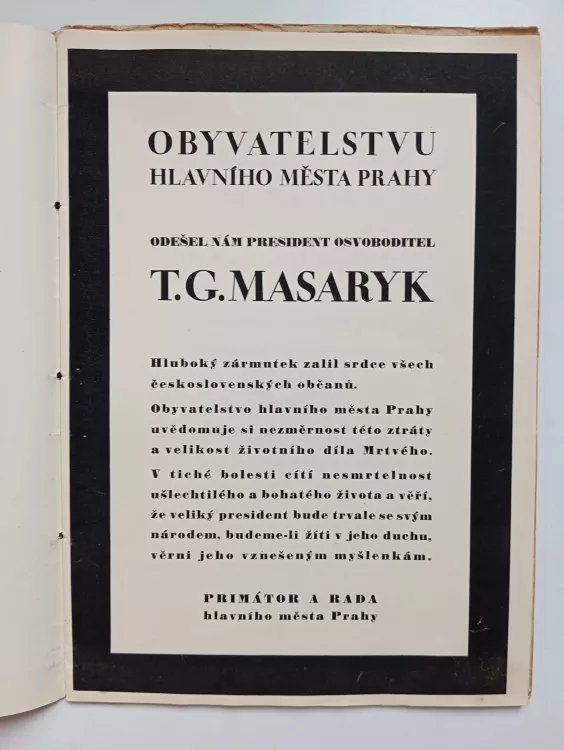 OBYVATELSTVU
HLAVNÍHO MĚSTA PRAHY
ODEŠEL NÁM PRESIDENT OSVOBODITEL
T.G.MASARYK
Hluboký zármutek zalil srdce všech
československých občanů.
Obyvatelstvo hlavního města Prahy
uvědomuje si nezměrnost této ztráty
a velikost životního díla Mrtvého.
V tiché bolesti cítí nesmrtelnost
ušlechtilého a bohatého života a věří,
že veliký president bude trvale se svým
národem, budeme-li žíti v jeho duchu,
věrni jeho vznešeným myšlenkám.
PRIMÁTOR A RADA
hlavního města Prahy